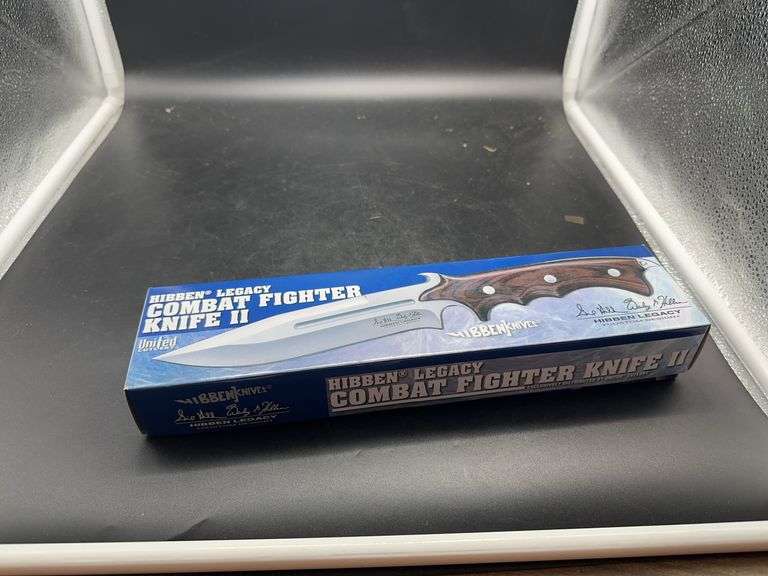 HIBBEN® LEGACY
COMBAT FIGHTER
KNIFE II
United
CUTLERY
HIBBENKNIVES
HIBBEN LEGACY
HIBBENKNIVES
HIBBEN LEGACY
HIBBEN® LEGACY
COMBAT FIGHTER KNIFE II